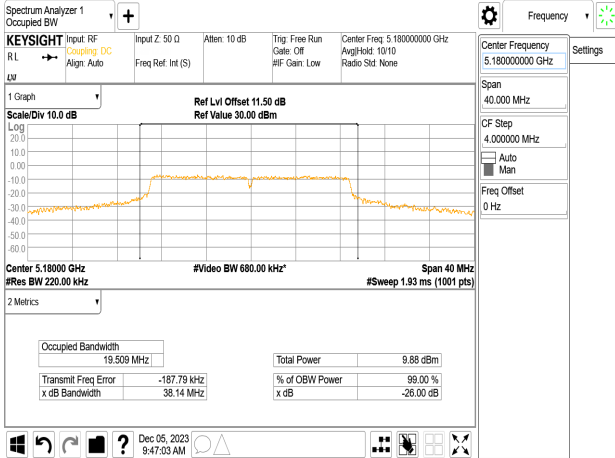 Spectrum Analyzer 1
Occupied BW
Frequency
KEYSIGHT Input: RF Input Z: 50 Ω Atten: 10 dB Trig: Free Run Center Freq: 5.180000000 GHz
Coupling: DC Gate: Off Avg|Hold: 10/10
RL Align: Auto Freq Ref: Int (S) #IF Gain: Low Radio Std: None
LXI
1 Graph
Ref Lvl Offset 11.50 dB
Scale/Div 10.0 dB Ref Value 30.00 dBm
Log
20.0
10.0
0.00
-10.0
-20.0
-30.0
-40.0
-50.0
-60.0
Center 5.18000 GHz #Video BW 680.00 kHz* Span 40 MHz
#Res BW 220.00 kHz #Sweep 1.93 ms (1001 pts)
2 Metrics
Occupied Bandwidth
19.509 MHz Total Power 9.88 dBm
Transmit Freq Error -187.79 kHz % of OBW Power 99.00 %
x dB Bandwidth 38.14 MHz x dB -26.00 dB
Dec 05, 2023
9:47:03 AM
Center Frequency
5.180000000 GHz
Settings
Span
40.000 MHz
CF Step
4.000000 MHz
Auto
Man
Freq Offset
0 Hz